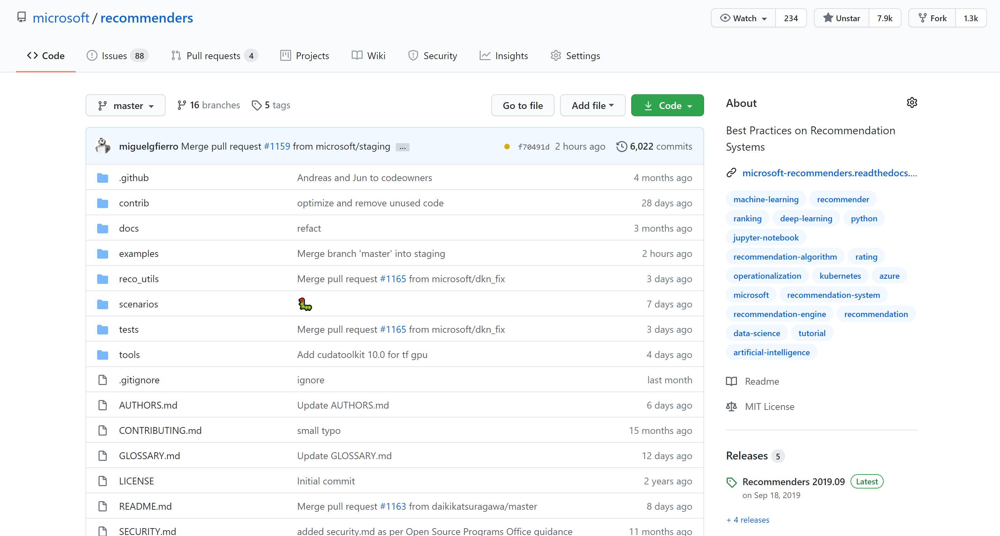 microsoft / recommenders
Watch 234 Unstar 7.9k Fork 1.3k
Code Issues 88 Pull requests 4 Projects Wiki Security Insights Settings
master 16 branches 5 tags Go to file Add file Code
miguelgfierro Merge pull request #1159 from microsoft/staging ... f70491d 2 hours ago 6,022 commits
.github Andreas and Jun to codeowners 4 months ago
contrib optimize and remove unused code 28 days ago
docs refact 3 months ago
examples Merge branch 'master' into staging 2 hours ago
reco_utils Merge pull request #1165 from microsoft/dkn_fix 3 days ago
scenarios 7 days ago
tests Merge pull request #1165 from microsoft/dkn_fix 3 days ago
tools Add cudatoolkit 10.0 for tf gpu 4 days ago
.gitignore ignore last month
AUTHORS.md Update AUTHORS.md 6 days ago
CONTRIBUTING.md small typo 15 months ago
GLOSSARY.md Update GLOSSARY.md 12 days ago
LICENSE Initial commit 2 years ago
README.md Merge pull request #1163 from daikikatsuragawa/master 8 days ago
SECURITY.md added security.md as per Open Source Programs Office guidance 11 months ago
About
Best Practices on Recommendation
Systems
microsoft-recommenders.readthedocs....
machine-learning recommender
ranking deep-learning python
jupyter-notebook
recommendation-algorithm rating
operationalization kubernetes azure
microsoft recommendation-system
recommendation-engine recommendation
data-science tutorial
artificial-intelligence
Readme
MIT License
Releases 5
Recommenders 2019.09 Latest
on Sep 18, 2019
+ 4 releases